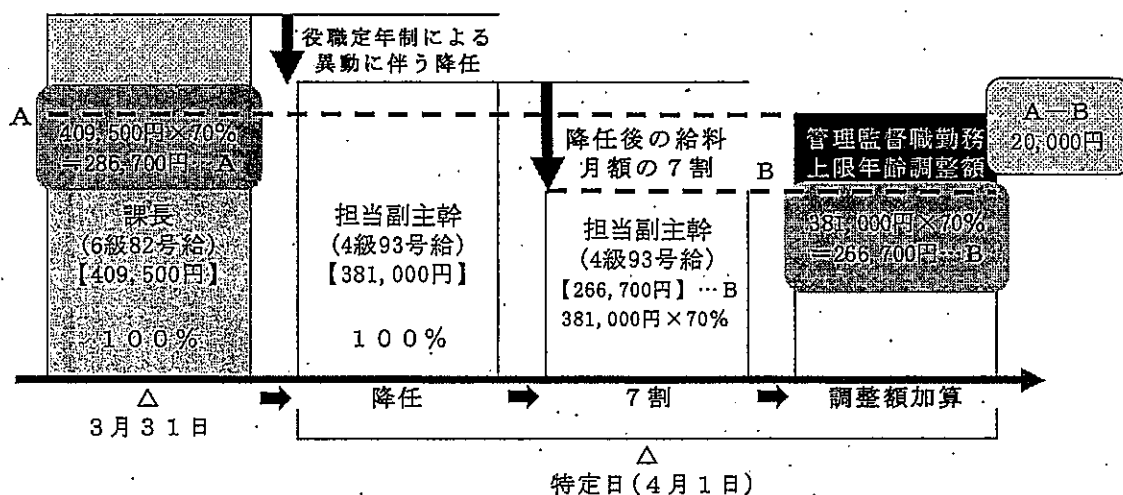 役職定年制による
異動に伴う降任
A
409,500円×70%
=286,700円…A
課長
(6級82号給)
【409,500円】
100%
担当副主幹
(4級93号給)
【381,000円】
100%
降任後の給料
月額の7割
B
担当副主幹
(4級93号給)
【266,700円】…B
381,000円×70%
管理監督職勤務
上限年齢調整額
A-B
20,000円
381,000円×70%
=266,700円…B
降任
7割
調整額加算
△
3月31日
△
特定日(4月1日)